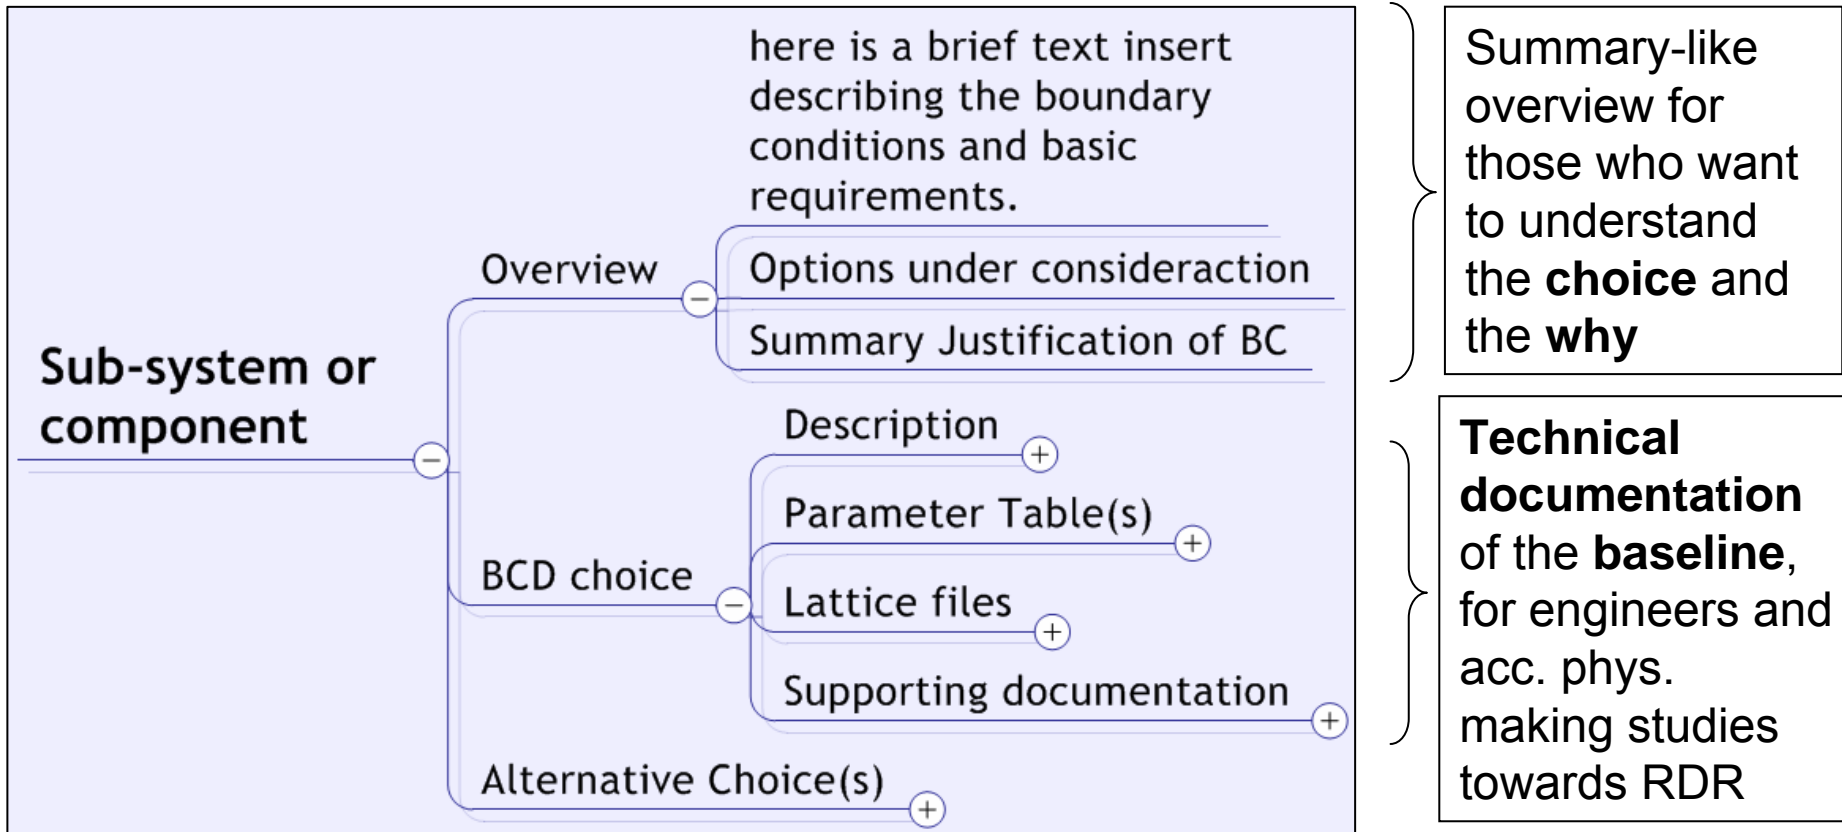 here is a brief text insert
describing the boundary
conditions and basic
requirements.
Overview
Options under consideraction
Summary Justification of BC
Sub-system or
component
Description
Parameter Table(s)
BCD choice
Lattice files
Supporting documentation
Alternative Choice(s)
Summary-like
overview for
those who want
to understand
the choice and
the why
Technical
documentation
of the baseline,
for engineers and
acc. phys.
making studies
towards RDR